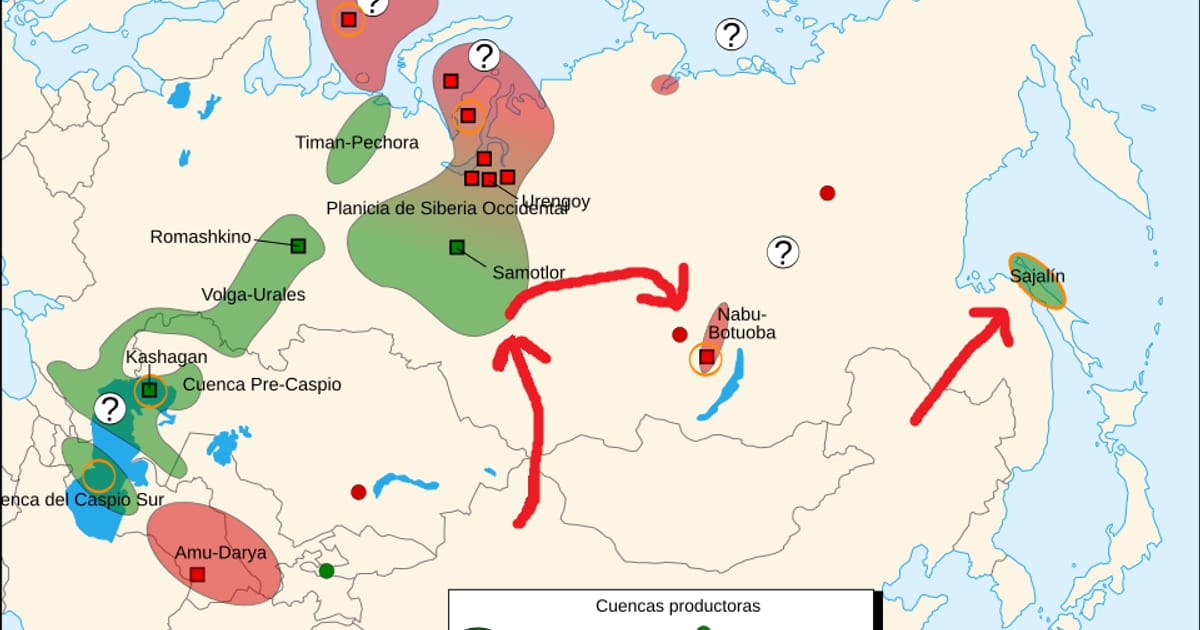 ?
?
?
Timan-Pechora
Urengoy
Planicia de Siberia Occidental
Romashkino
?
Samotlor
Sajalín
Volga-Urales
Nabu-
Botuoba
Kashagan
Cuenca Pre-Caspio
?
enca del Caspio Sur
Amu-Darya
Cuencas productoras